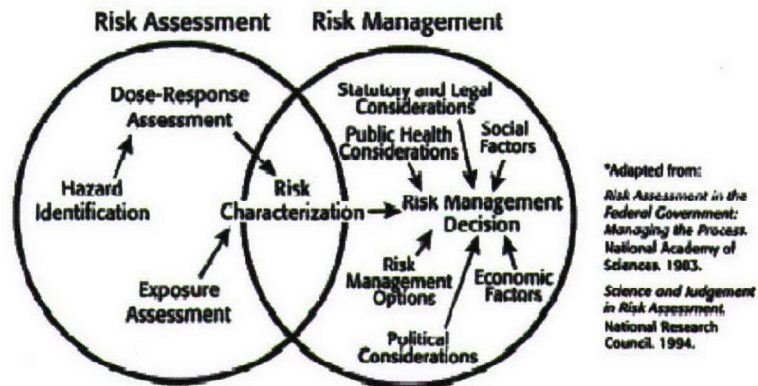 Risk Assessment
Risk Management
Dose-Response
Assessment
Hazard
Identification
Exposure
Assessment
Risk
Characterization
Statutory and Legal
Considerations
Public Health
Considerations
Social
Factors
Risk Management
Decision
Risk
Management
Options
Economic
Factors
Political
Considerations
*Adapted from:
Risk Assessment in the
Federal Government:
Managing the Process.
National Academy of
Sciences. 1983.
Science and Judgement
in Risk Assessment.
National Research
Council. 1994.